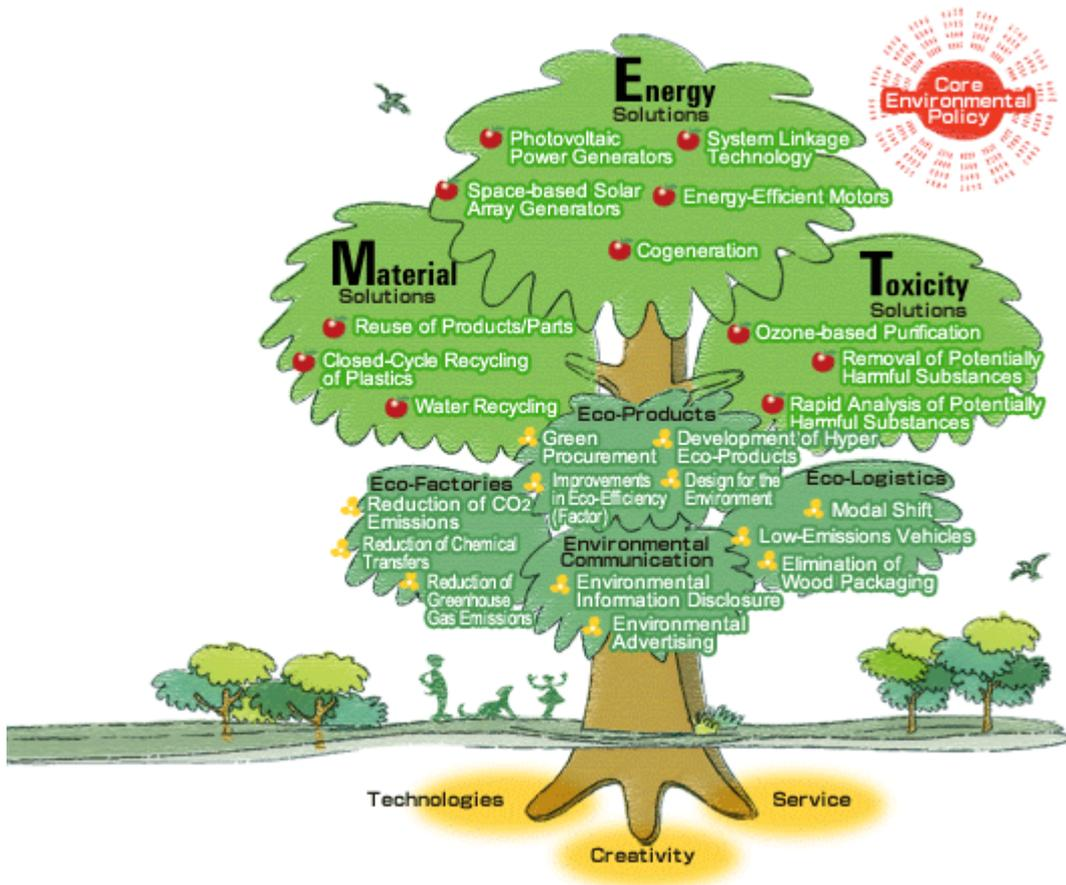 Core
Environmental
Policy
Energy
Solutions
Photovoltaic
Power Generators
System Linkage
Technology
Space-based Solar
Array Generators
Energy-Efficient Motors
Cogeneration
Material
Solutions
Reuse of Products/Parts
Closed-Cycle Recycling
of Plastics
Water Recycling
Toxicity
Solutions
Ozone-based Purification
Removal of Potentially
Harmful Substances
Rapid Analysis of Potentially
Harmful Substances
Eco-Products
Green
Procurement
Development of Hyper
Eco-Products
Improvements
in Eco-Efficiency
(Factor)
Design for the
Environment
Eco-Factories
Reduction of CO2
Emissions
Reduction of Chemical
Transfers
Reduction of
Greenhouse
Gas Emissions
Eco-Logistics
Modal Shift
Low-Emissions Vehicles
Elimination of
Wood Packaging
Environmental
Communication
Environmental
Information Disclosure
Environmental
Advertising
Technologies
Service
Creativity